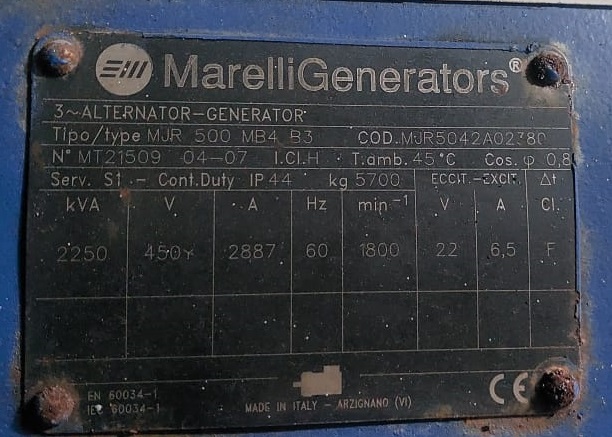 MarelliGenerators®
3~ALTERNATOR-GENERATOR
Tipo/type MJR 500 MB4 B3 COD.MJR5042A02380
N° MT21509 04-07 I.Cl.H T.amb. 45°C Cos. φ 0,8
Serv. S1 - Cont.Duty IP 44 kg 5700 ECCIT.-EXCIT. Δt
kVA V A Hz min⁻¹ V A Cl.
2250 450Y 2887 60 1800 22 6,5 F
EN 60034-1
IEC 60034-1
MADE IN ITALY - ARZIGNANO (VI)
CE